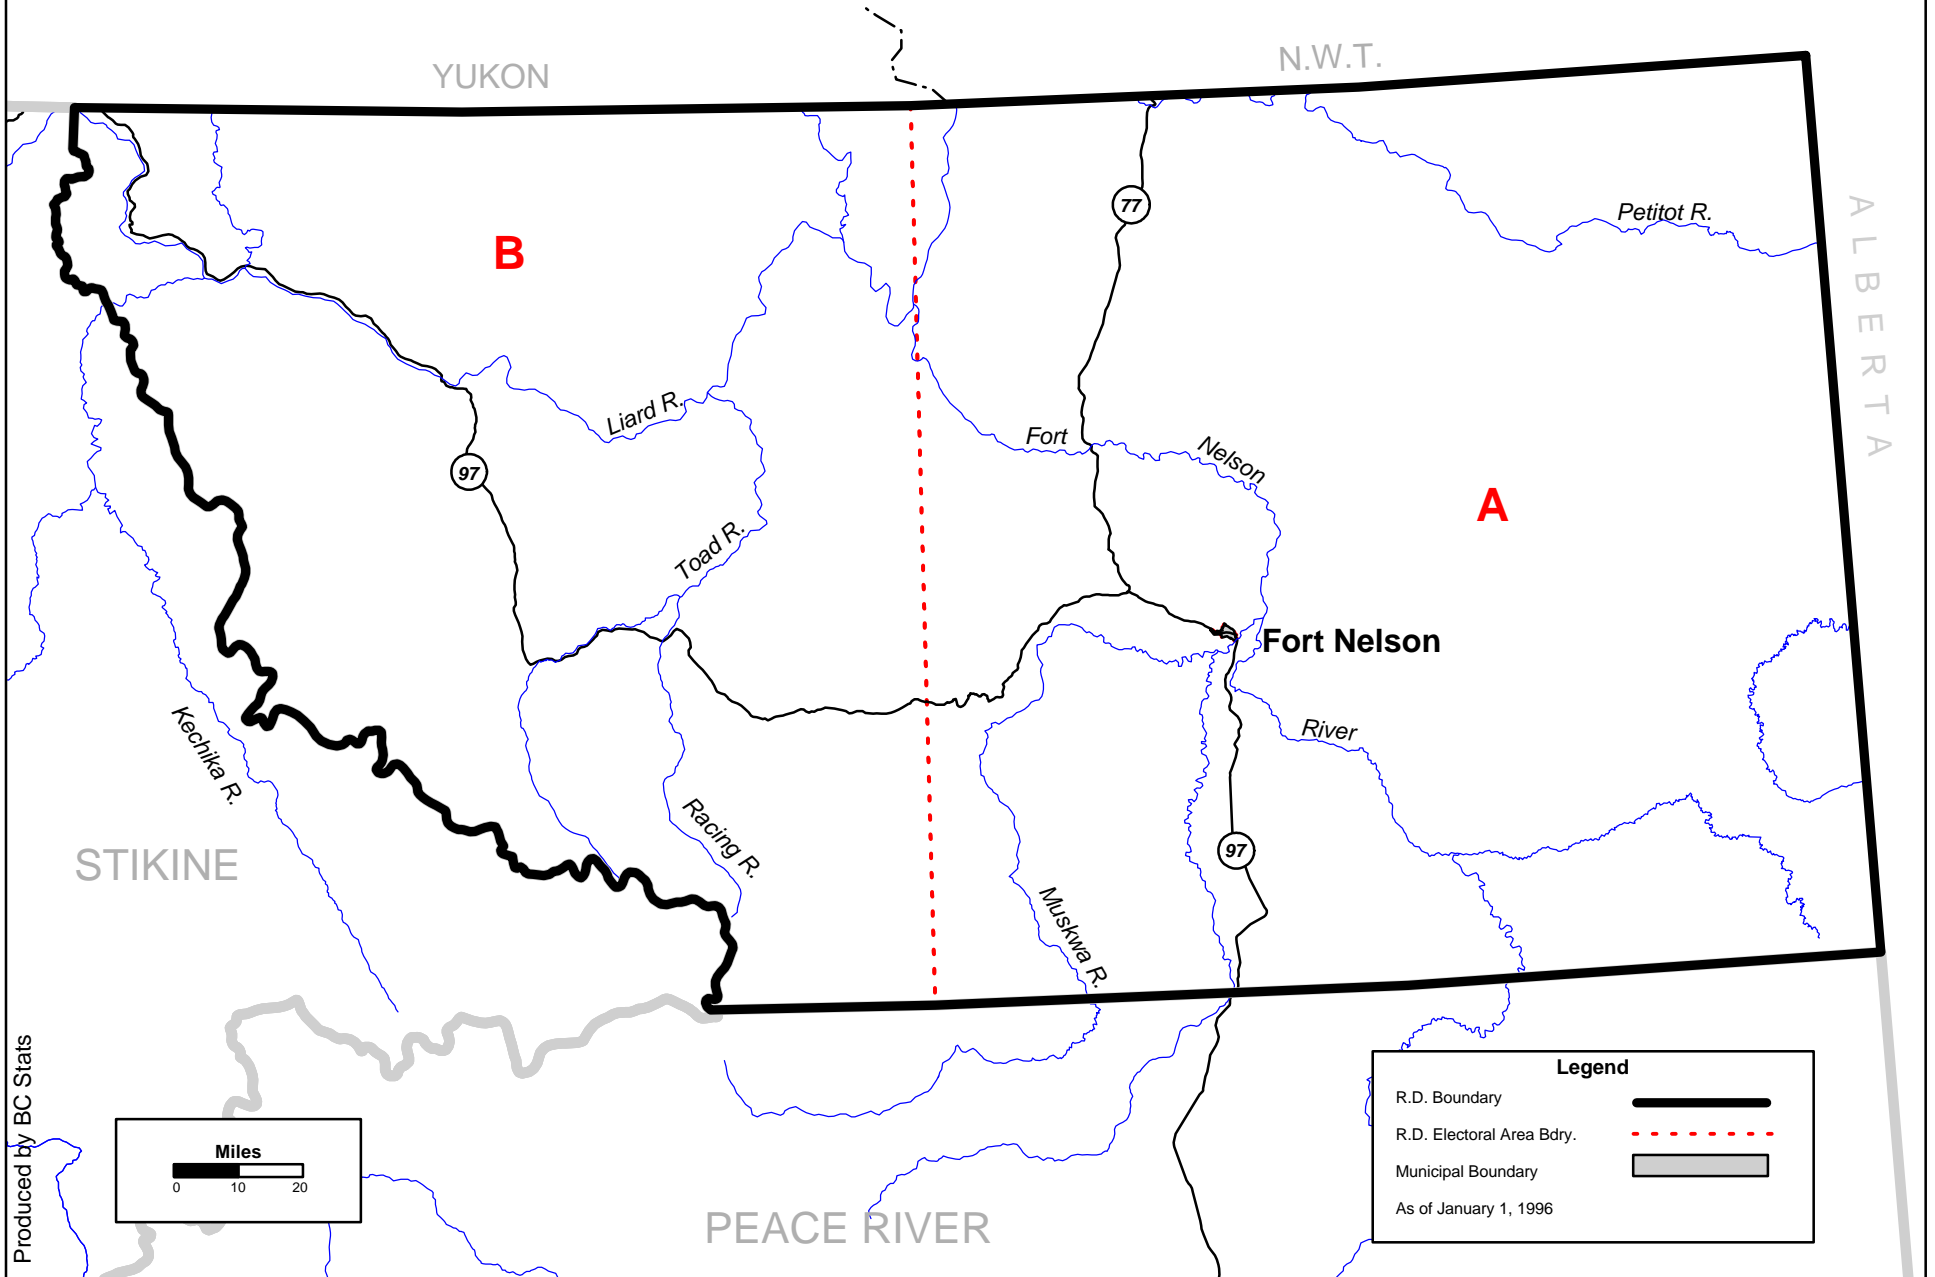 YUKON
N.W.T.
77
Petitot R.
ALBERTA
B
Liard R.
Fort
Nelson
97
A
Toad R.
Fort Nelson
Kechika R.
River
Racing R.
97
STIKINE
Muskwa R.
Produced by BC Stats
Miles
0 10 20
PEACE RIVER
Legend
R.D. Boundary
R.D. Electoral Area Bdry.
Municipal Boundary
As of January 1, 1996